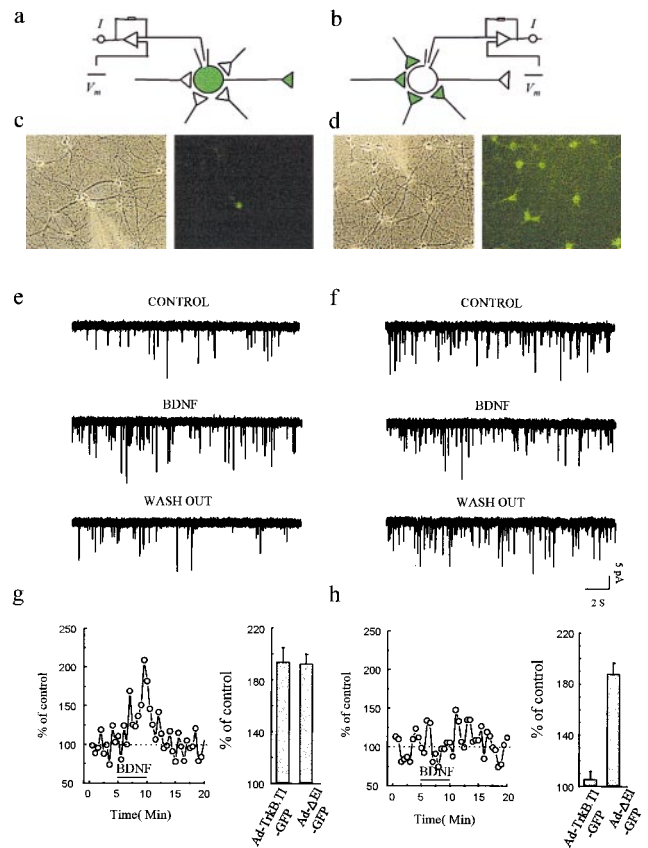 a
b
I
I
Vm
Vm
c
d
e
f
CONTROL
CONTROL
BDNF
BDNF
WASH OUT
WASH OUT
5 pA
2 S
g
h
% of control
250
200
150
100
50
BDNF
0 5 10 15 20
Time( Min)
% of control
220
180
140
100
Ad-TrkB.T1
-GFP
Ad-ΔE1
-GFP
% of control
250
200
150
100
50
BDNF
0 5 10 15 20
Time( Min)
% of control
220
180
140
100
Ad-TrkB.T1
-GFP
Ad-ΔE1
-GFP